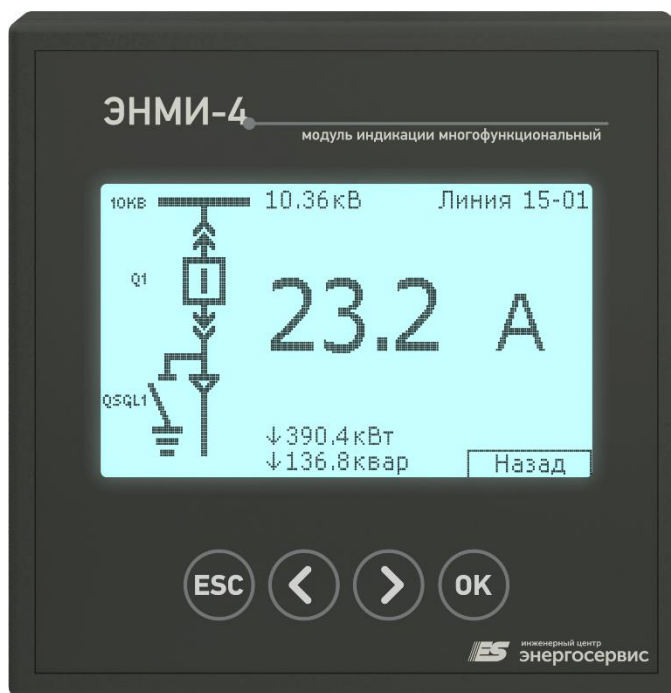 ЭНМИ-4
модуль индикации многофункциональный
10КВ 10.36кВ Линия 15-01
Q1
23.2 А
QSGL1
↓390.4кВт
↓136.8квар Назад
ESC < > OK
ES инженерный центр
энергосервис